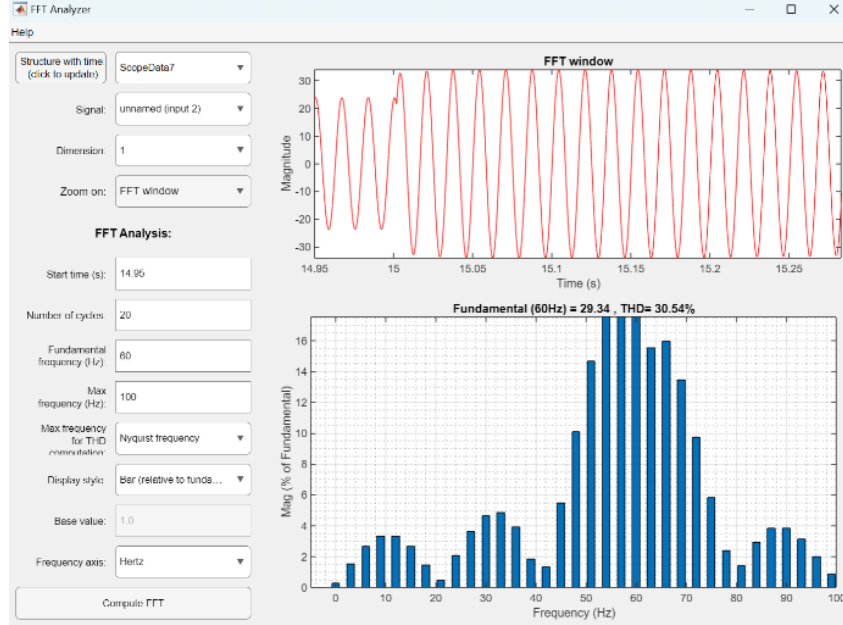 FFT Analyzer
Help
Structure with time
(click to update)
ScopeData7
Signal:
unnamed (input 2)
Dimension:
1
Zoom on:
FFT window
FFT Analysis:
Start time (s):
14.95
Number of cycles
20
Fundamental
frequency (Hz)
60
Max
frequency (Hz):
100
Max frequency
for THD
computation:
Nyquist frequency
Display style
Bar (relative to funda...
Base value:
1.0
Frequency axis:
Hertz
Compute FFT
FFT window
Magnitude
30
20
10
0
-10
-20
-30
14.95
15
15.05
15.1
15.15
15.2
15.25
Time (s)
Fundamental (60Hz) = 29.34 , THD= 30.54%
Mag (% of Fundamental)
16
14
12
10
8
6
4
2
0
0
10
20
30
40
50
60
70
80
90
100
Frequency (Hz)